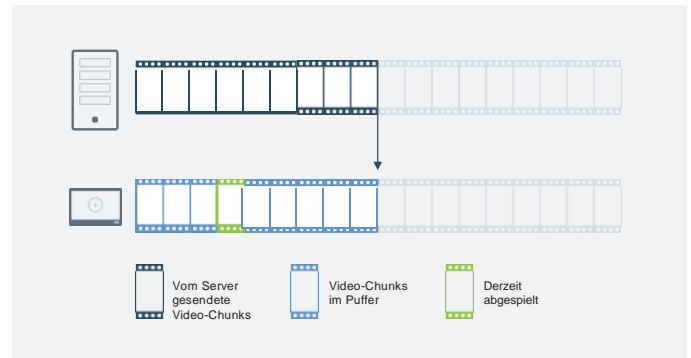 Vom Server
gesendete
Video-Chunks
Video-Chunks
im Puffer
Derzeit
abgespielt